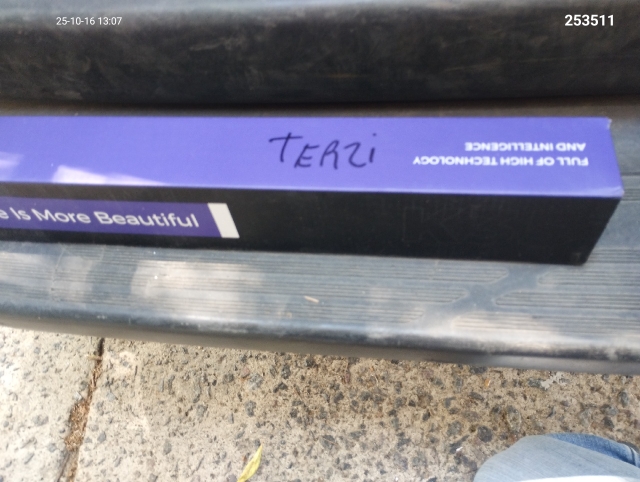 25-10-16 13:07
253511
TERZi
FULL OF HIGH TECHNOLOGY
AND INTELLIGENCE
e Is More Beautiful